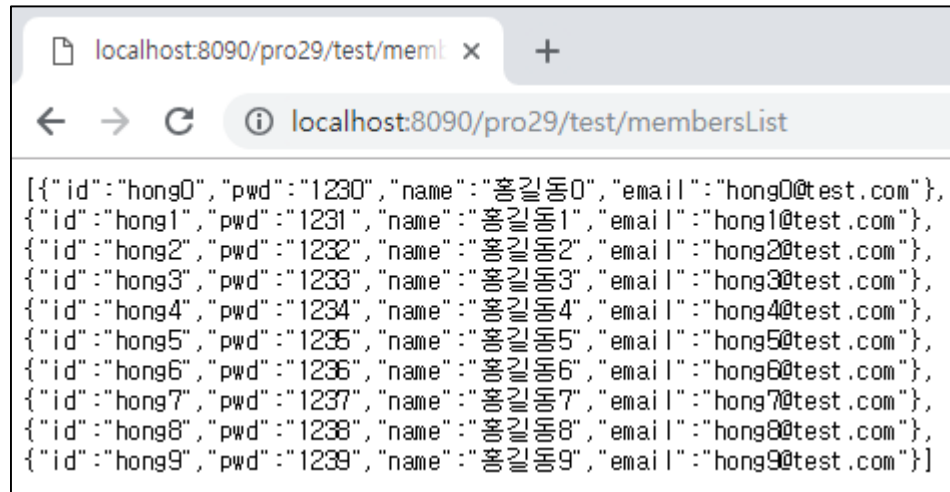 localhost:8090/pro29/test/memb
localhost:8090/pro29/test/membersList
[{"id":"hong0","pwd":"1230","name":"홍길동0","email":"hong0@test.com"},
{"id":"hong1","pwd":"1231","name":"홍길동1","email":"hong1@test.com"},
{"id":"hong2","pwd":"1232","name":"홍길동2","email":"hong2@test.com"},
{"id":"hong3","pwd":"1233","name":"홍길동3","email":"hong3@test.com"},
{"id":"hong4","pwd":"1234","name":"홍길동4","email":"hong4@test.com"},
{"id":"hong5","pwd":"1235","name":"홍길동5","email":"hong5@test.com"},
{"id":"hong6","pwd":"1236","name":"홍길동6","email":"hong6@test.com"},
{"id":"hong7","pwd":"1237","name":"홍길동7","email":"hong7@test.com"},
{"id":"hong8","pwd":"1238","name":"홍길동8","email":"hong8@test.com"},
{"id":"hong9","pwd":"1239","name":"홍길동9","email":"hong9@test.com"}]